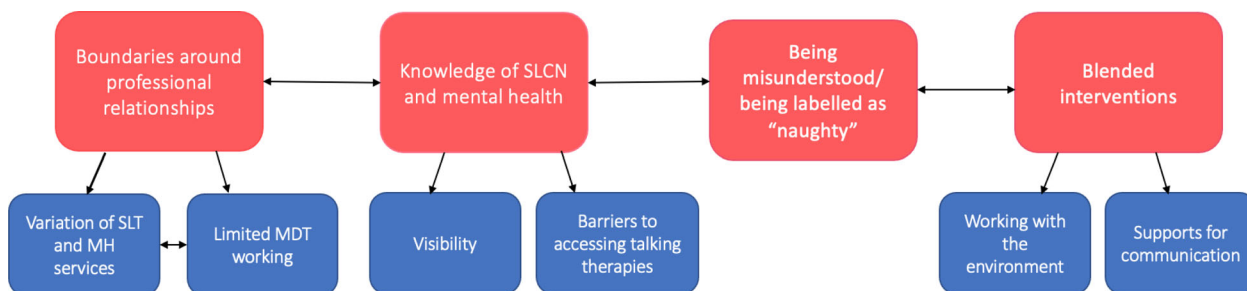 Boundaries around
professional
relationships
Knowledge of SLCN
and mental health
Being
misunderstood/
being labelled as
“naughty”
Blended
interventions
Variation of SLT
and MH
services
Limited MDT
working
Visibility
Barriers to
accessing talking
therapies
Working with
the
environment
Supports for
communication